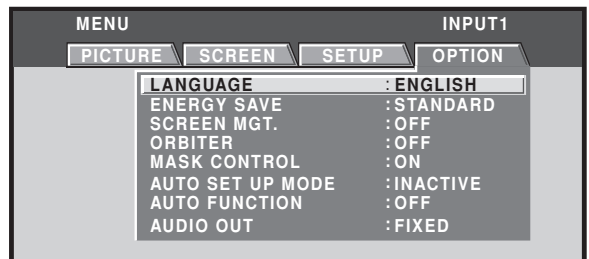 MENU INPUT1
PICTURE SCREEN SETUP OPTION
LANGUAGE :ENGLISH
ENERGY SAVE :STANDARD
SCREEN MGT. :OFF
ORBITER :OFF
MASK CONTROL :ON
AUTO SET UP MODE :INACTIVE
AUTO FUNCTION :OFF
AUDIO OUT :FIXED